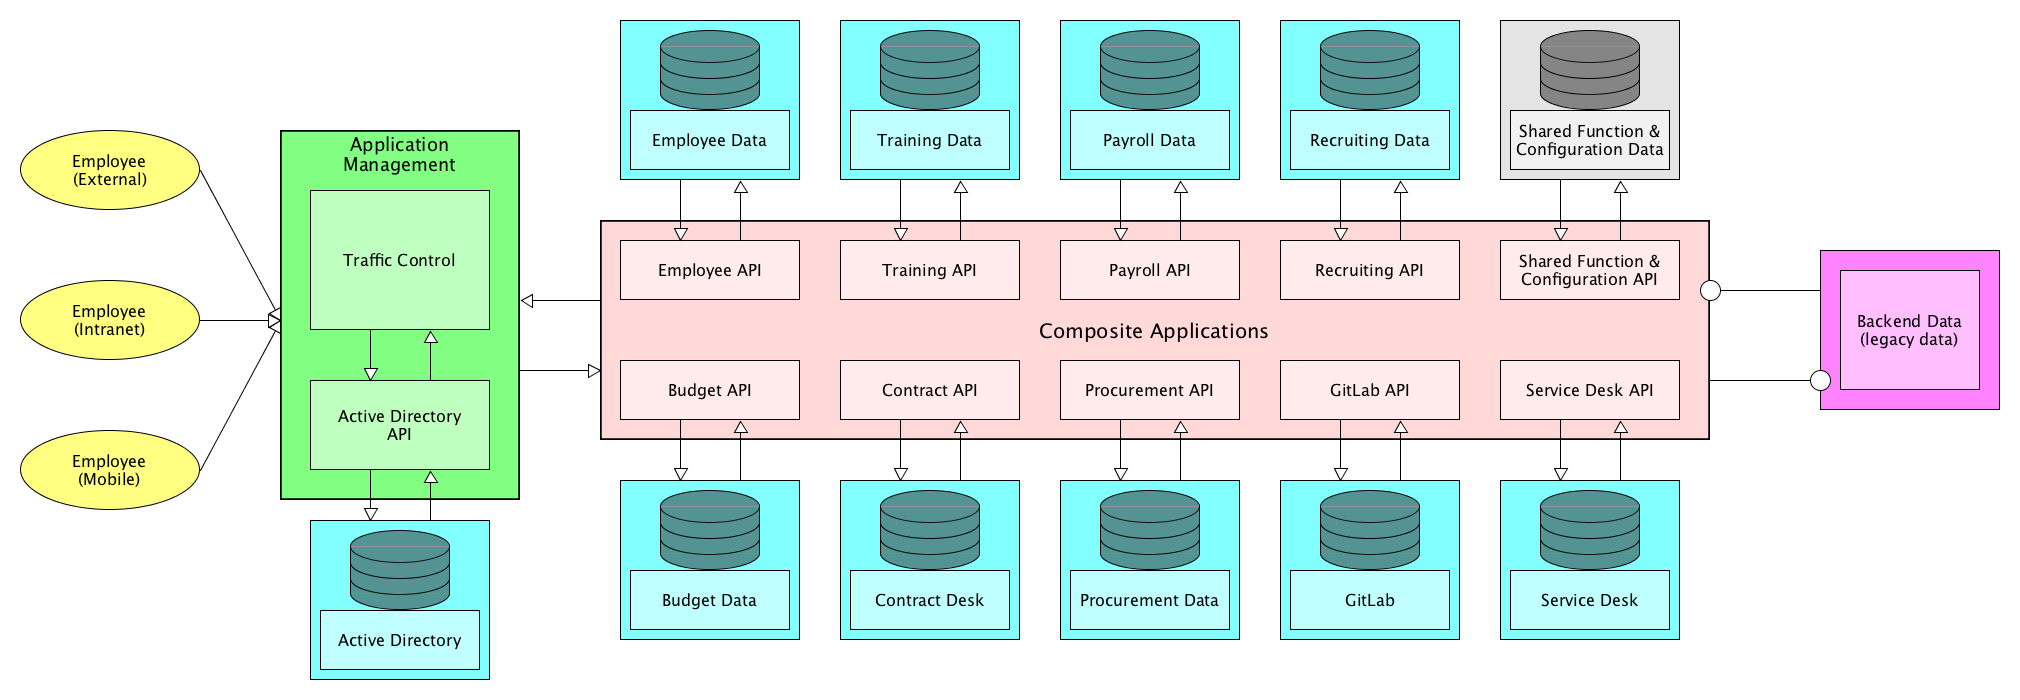 Employee
(External)
Employee
(Intranet)
Employee
(Mobile)
Application
Management
Traffic Control
Active Directory
API
Active Directory
Employee Data
Training Data
Payroll Data
Recruiting Data
Shared Function &
Configuration Data
Employee API
Training API
Payroll API
Recruiting API
Shared Function &
Configuration API
Composite Applications
Budget API
Contract API
Procurement API
GitLab API
Service Desk API
Budget Data
Contract Desk
Procurement Data
GitLab
Service Desk
Backend Data
(legacy data)